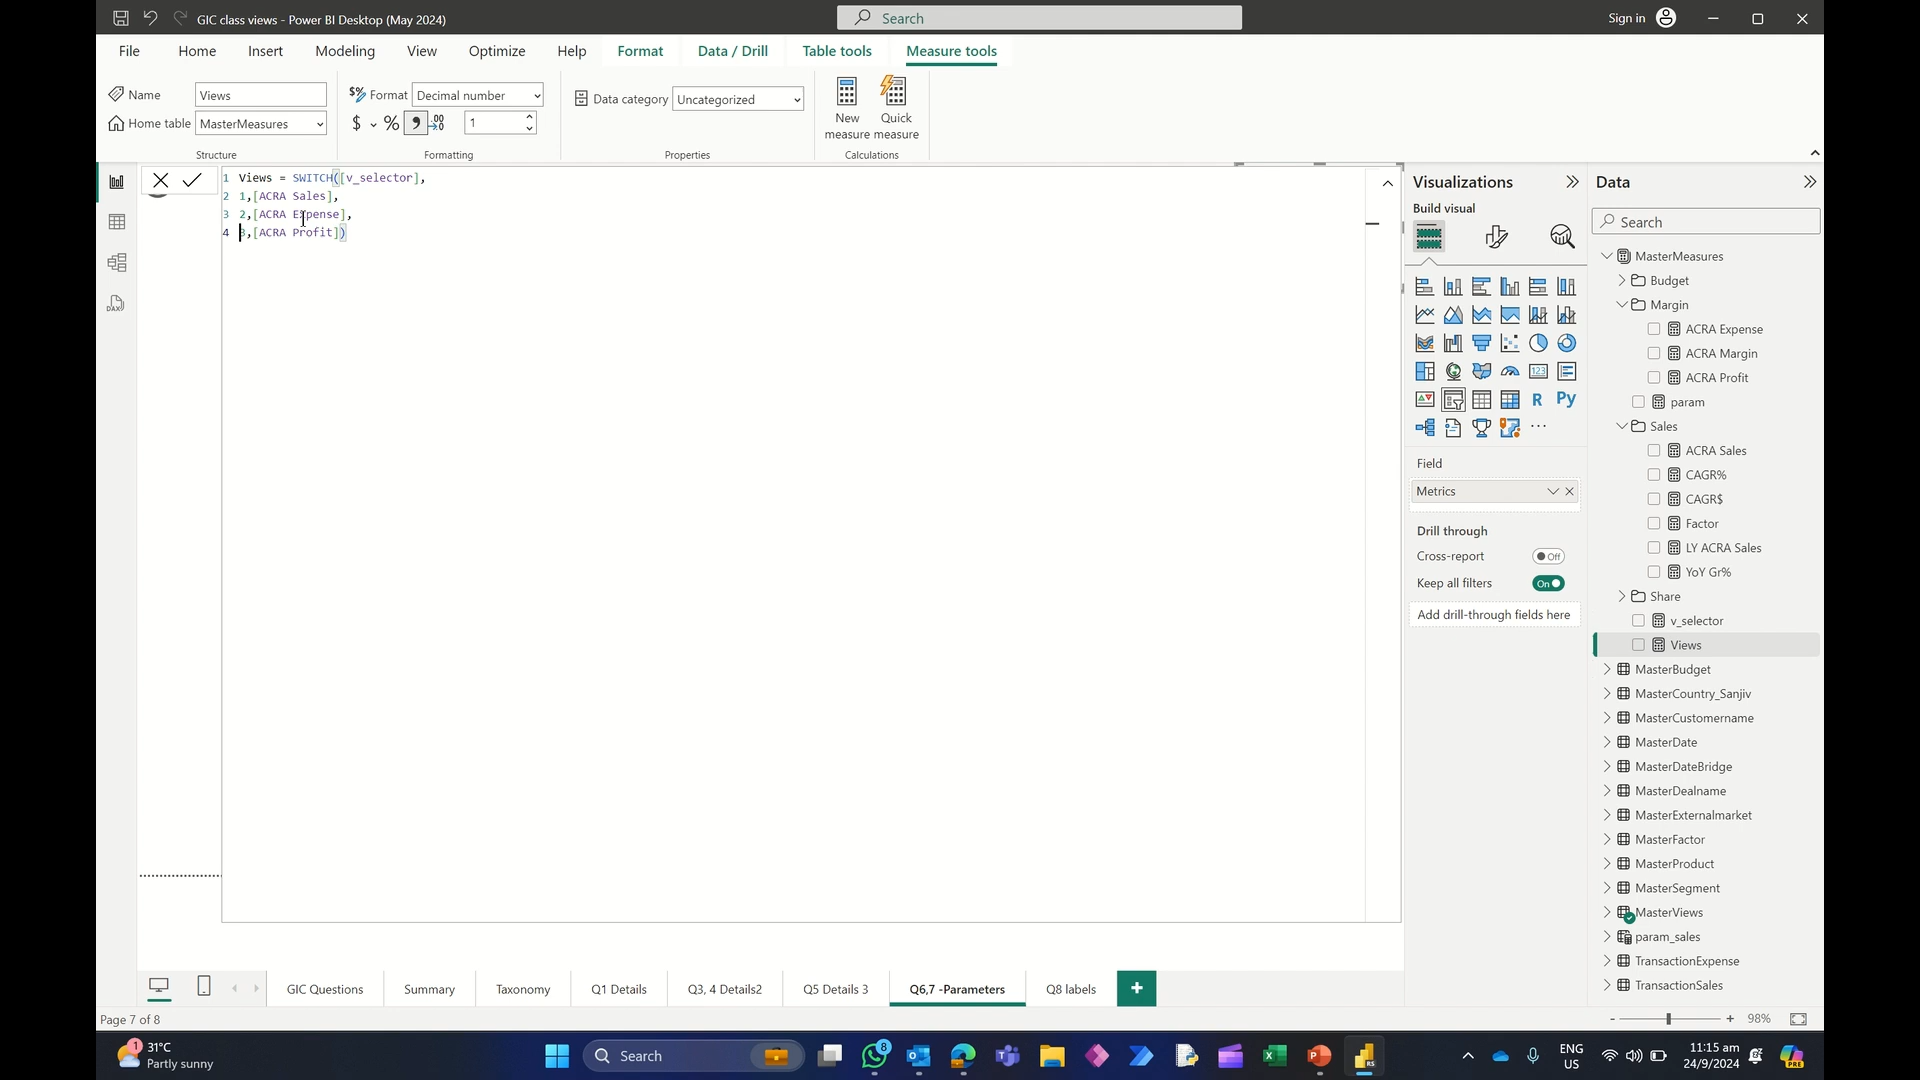 GIC class views - Power BI Desktop (May 2024)
Search
Sign in
File
Home
Insert
Modeling
View
Optimize
Help
Format
Data / Drill
Table tools
Measure tools
Name
Views
Home table
MasterMeasures
Structure
$% Format
Decimal number
$
%
,
.00
1
Formatting
Data category
Uncategorized
Properties
New measure
Quick measure
Calculations
1 Views = SWITCH([v_selector],
2 1,[ACRA Sales],
3 2,[ACRA Expense],
4 3,[ACRA Profit])
Visualizations
Build visual
123
R
Py
...
Field
Metrics
Drill through
Cross-report
Off
Keep all filters
On
Add drill-through fields here
Data
Search
MasterMeasures
Budget
Margin
ACRA Expense
ACRA Margin
ACRA Profit
param
Sales
ACRA Sales
CAGR%
CAGR$
Factor
LY ACRA Sales
YoY Gr%
Share
v_selector
Views
MasterBudget
MasterCountry_Sanjiv
MasterCustomername
MasterDate
MasterDateBridge
MasterDealname
MasterExternalmarket
MasterFactor
MasterProduct
MasterSegment
MasterViews
param_sales
TransactionExpense
TransactionSales
DAX
GIC Questions
Summary
Taxonomy
Q1 Details
Q3, 4 Details2
Q5 Details 3
Q6,7 -Parameters
Q8 labels
+
Page 7 of 8
-
+
98%
1
31°C
Partly sunny
Search
8
ENG
US
11:15 am
24/9/2024
PRE